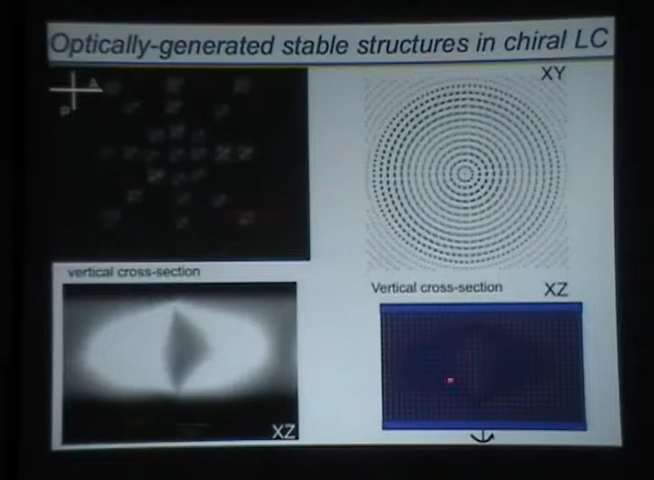 Optically-generated stable structures in chiral LC
A
P
XY
vertical cross-section
XZ
Vertical cross-section
XZ